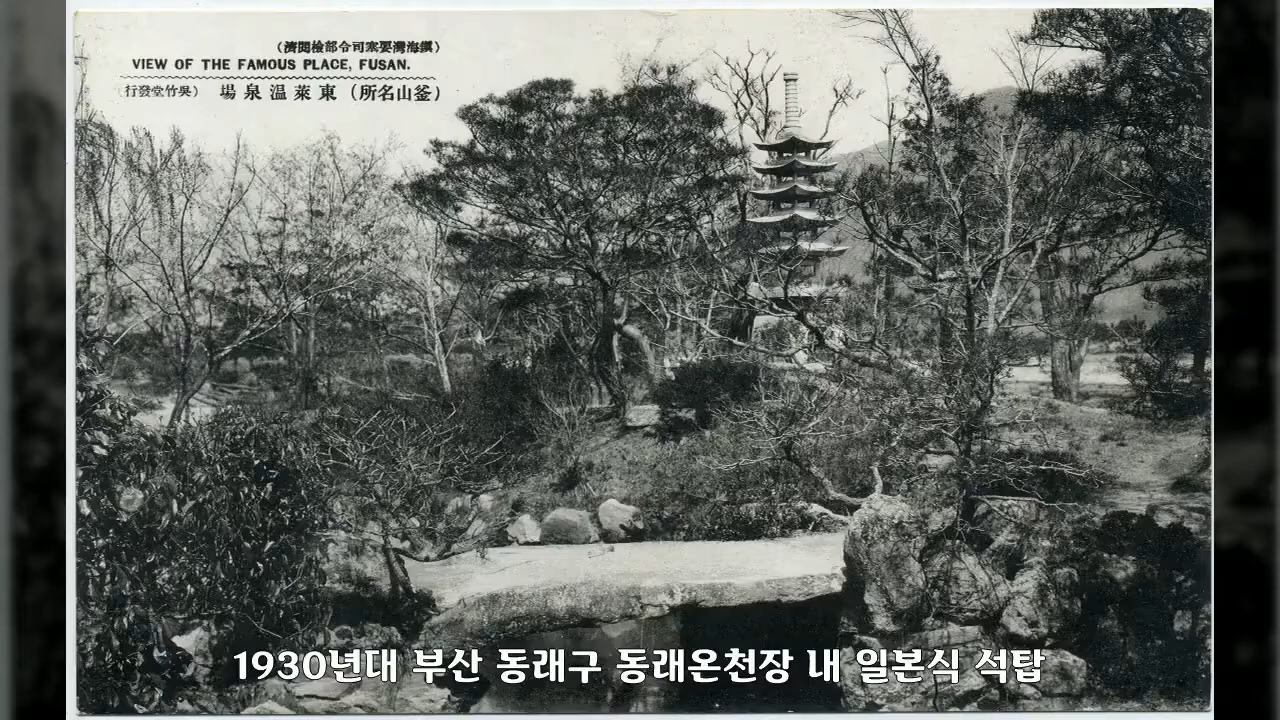 (鎭海灣要塞司令部檢閱濟)
VIEW OF THE FAMOUS PLACE, FUSAN.
(釜山名所) 東萊温泉場 (吳竹堂發行)
1930년대 부산 동래구 동래온천장 내 일본식 석탑